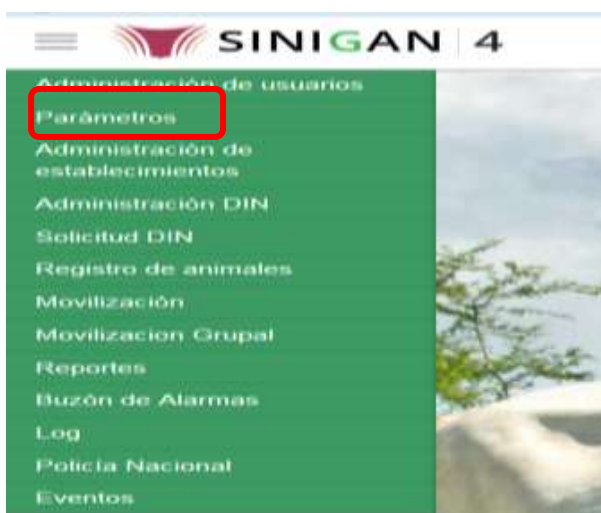 SINIGAN 4
Administración de usuarios
Parámetros
Administración de
establecimientos
Administración DIN
Solicitud DIN
Registro de animales
Movilización
Movilizacion Grupal
Reportes
Buzón de Alarmas
Log
Policía Nacional
Eventos